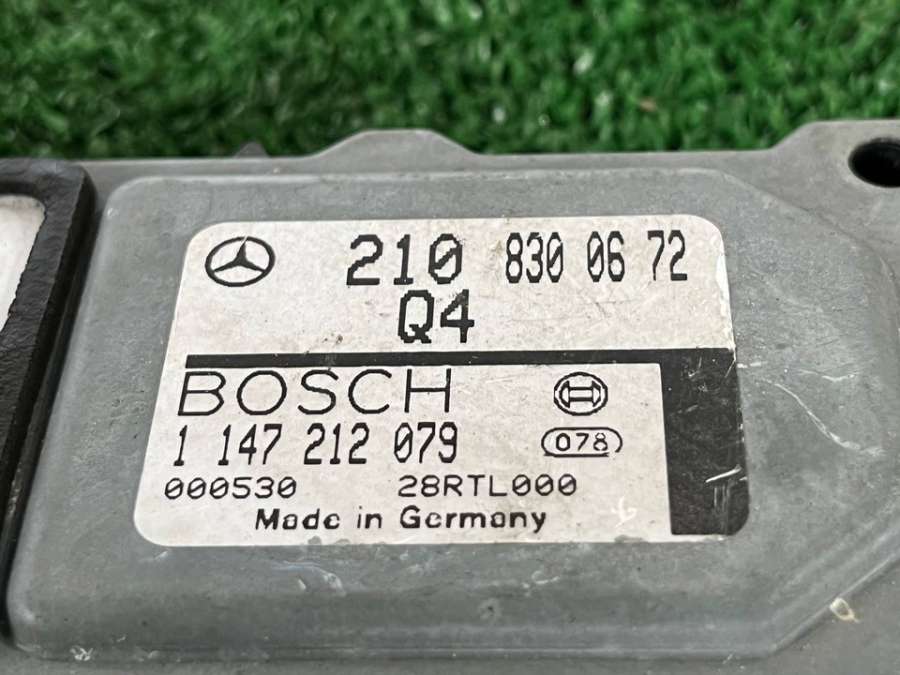 210 830 06 72
Q4
BOSCH
1 147 212 079 078
000530 28RTL000
Made in Germany